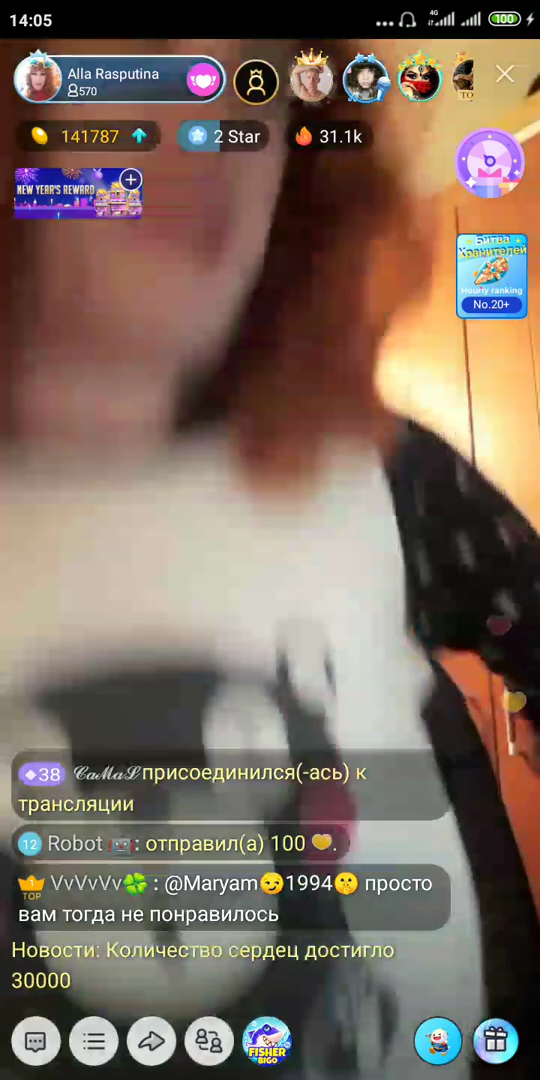 14:05
4G
100
Alla Rasputina
570
TO
141787
2 Star
31.1k
NEW YEAR'S REWARD
Битва
Хранителей
Hourly ranking
No.20+
38 𝒞𝒶ℳ𝒶ℒ присоединился(-ась) к
трансляции
12 Robot 🤖: отправил(а) 100 💛.
1 TOP VvVvVv🍀 : @Maryam😏1994🤫 просто
вам тогда не понравилось
Новости: Количество сердец достигло
30000
FISHER
BIGO